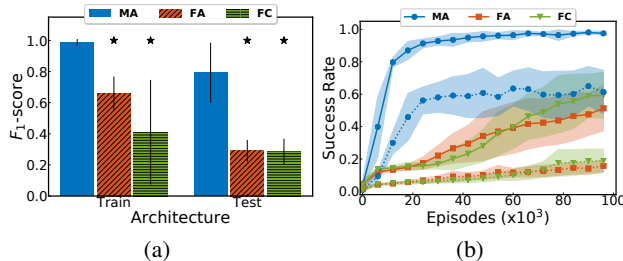 MA FA FC
1.0
0.8
0.6
0.4
0.2
0.0
F₁-score
Train Test
Architecture
(a)
MA FA FC
1.0
0.8
0.6
0.4
0.2
0.0
Success Rate
0 20 40 60 80 100
Episodes (x10³)
(b)